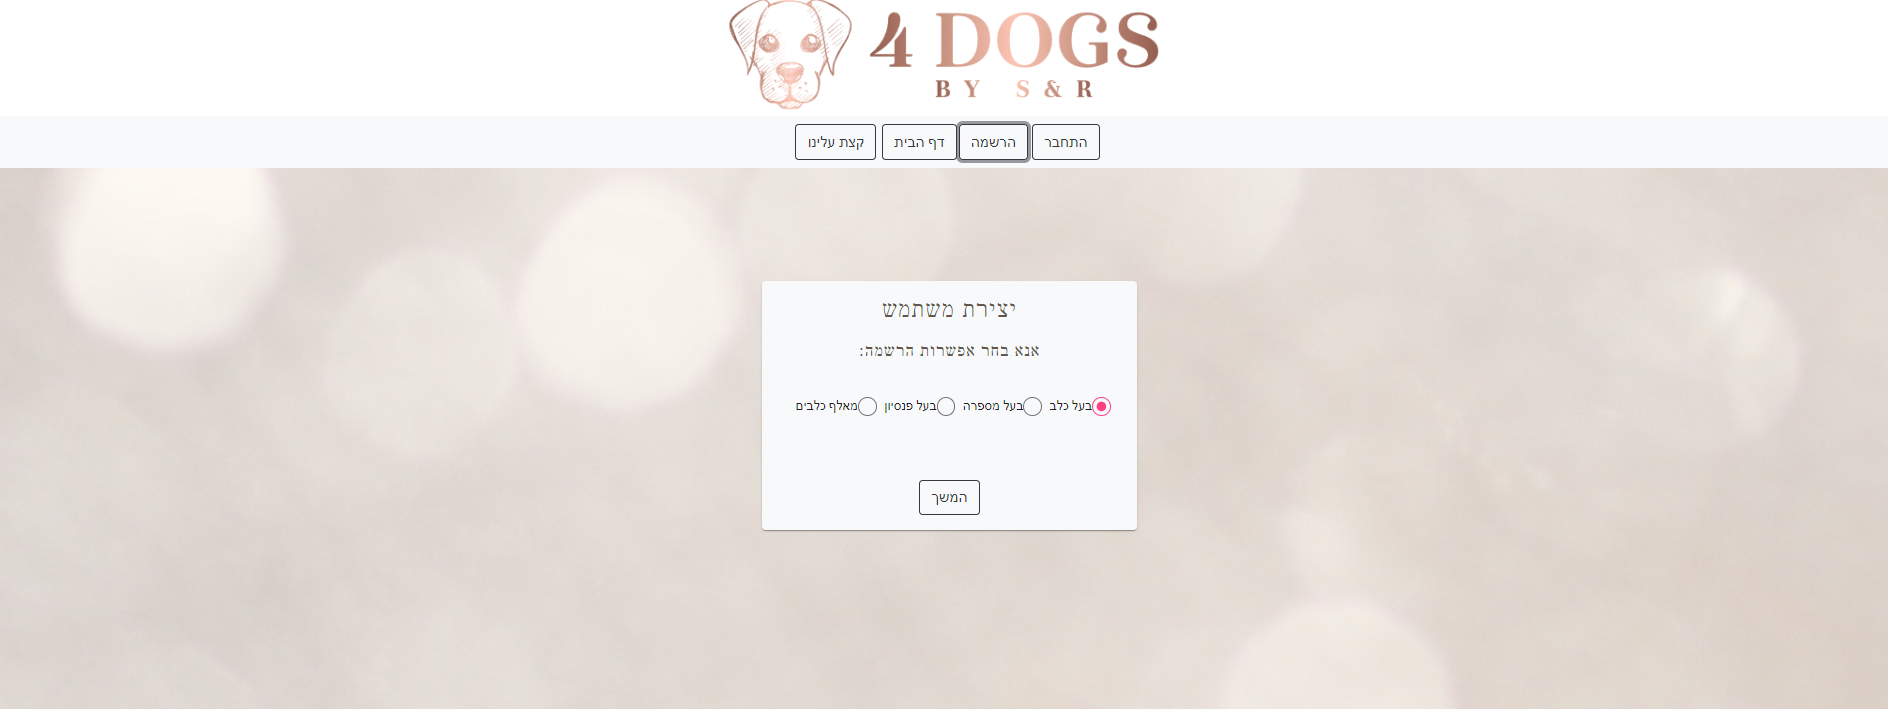 4 DOGS
BY S&R
התחבר הרשמה דף הבית קצת עלינו
יצירת משתמש
אנא בחר אפשרות הרשמה:
בעל כלב בעל מספרה בעל פנסיון מאלף כלבים
המשך